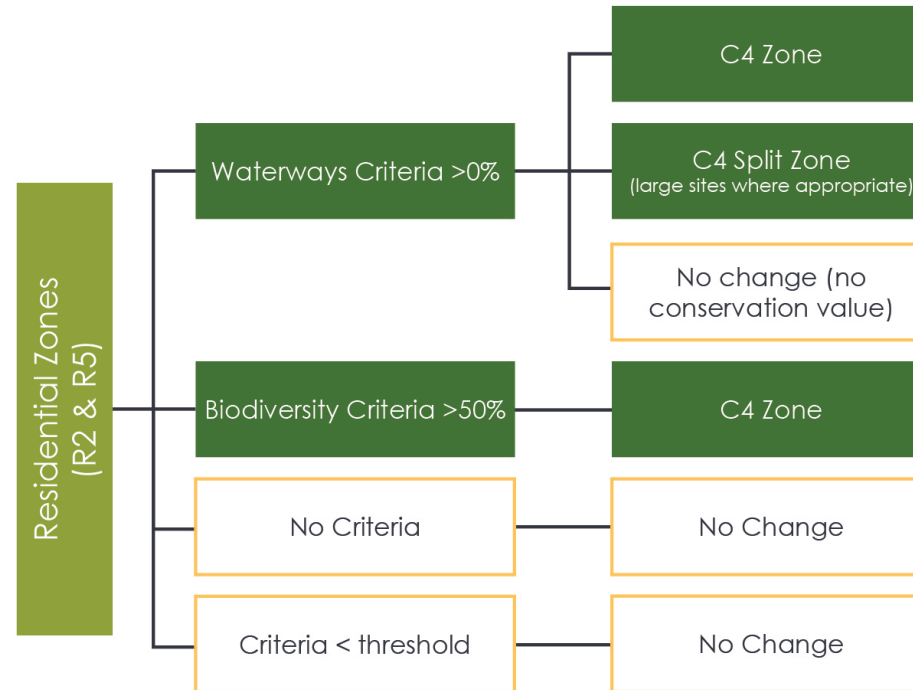 Residential Zones
(R2 & R5)
Waterways Criteria >0%
C4 Zone
C4 Split Zone
(large sites where appropriate)
No change (no
conservation value)
Biodiversity Criteria >50%
C4 Zone
No Criteria
No Change
Criteria < threshold
No Change